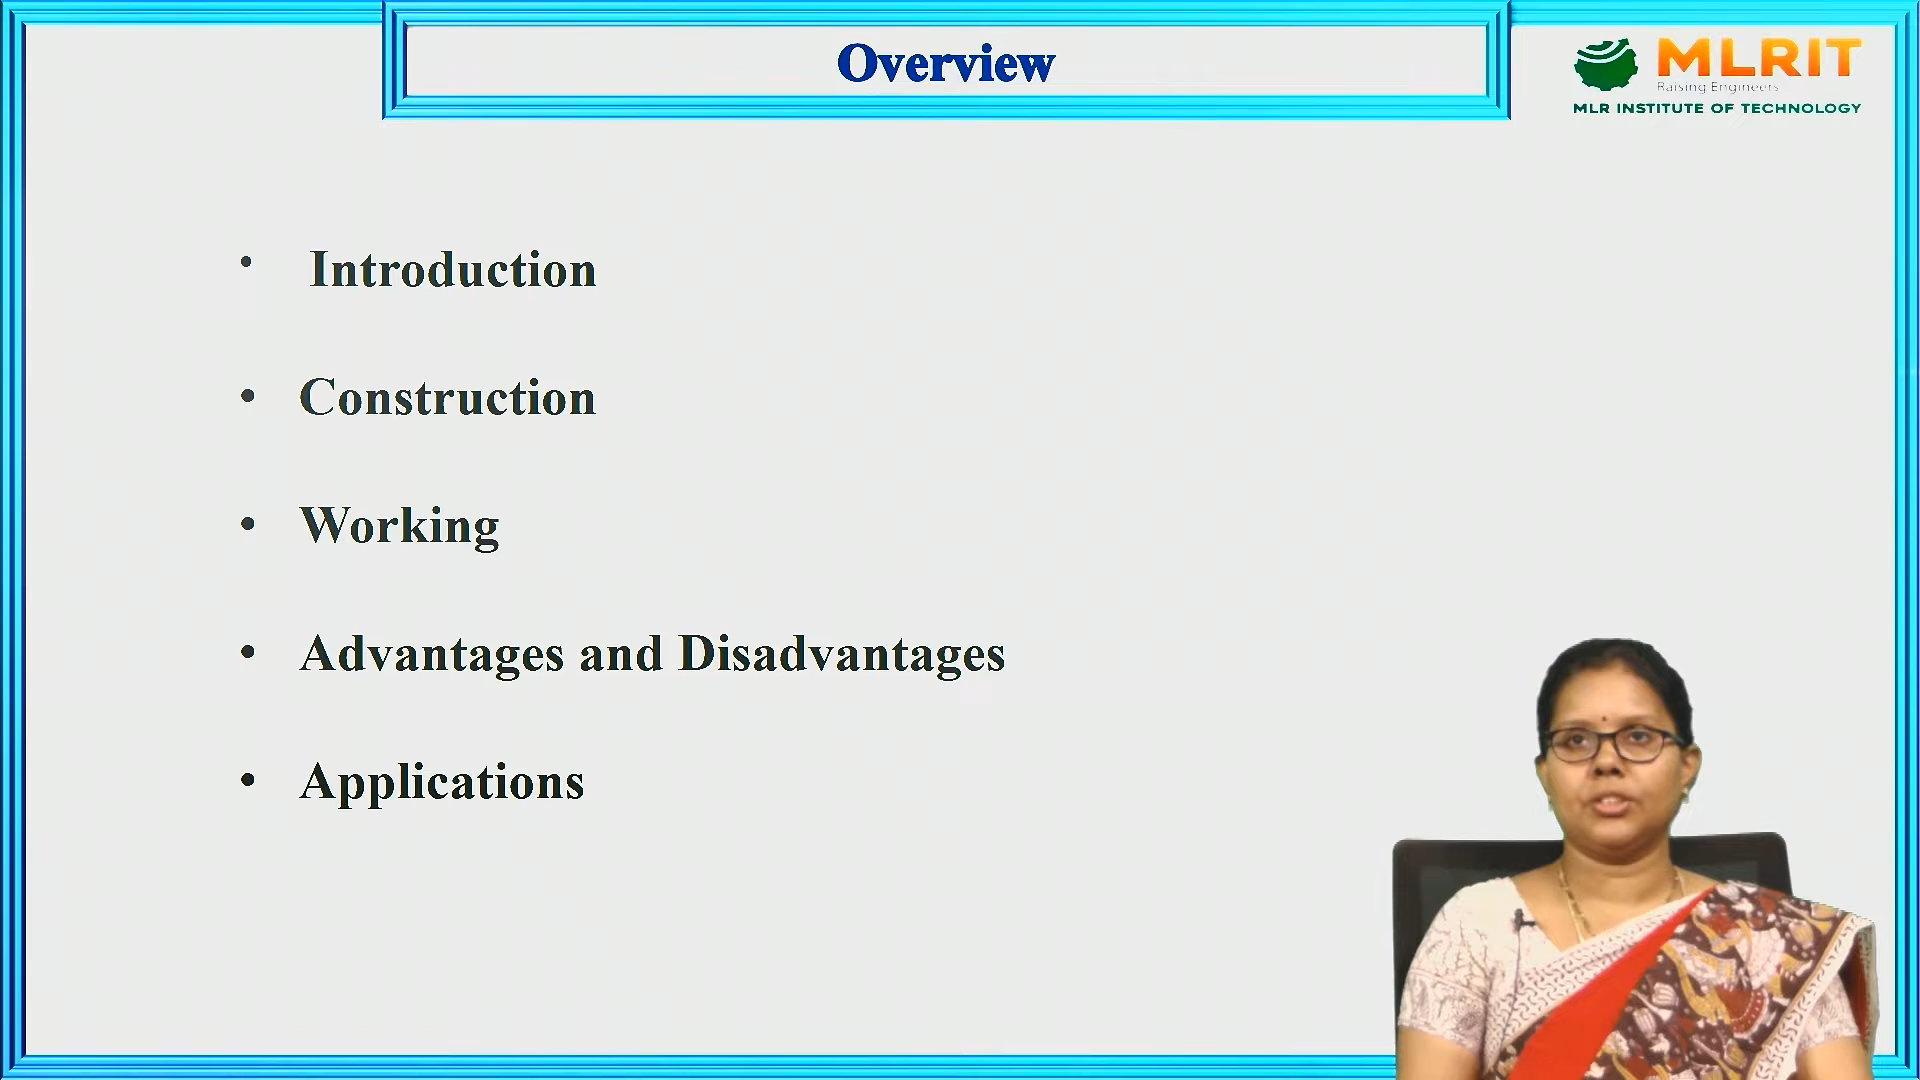 Overview
MLRIT
Raising Engineers
MLR INSTITUTE OF TECHNOLOGY
• Introduction
• Construction
• Working
• Advantages and Disadvantages
• Applications